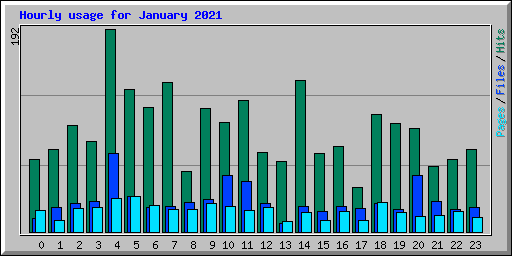 Hourly usage for January 2021
192
Pages/Files/Hits
0 1 2 3 4 5 6 7 8 9 10 11 12 13 14 15 16 17 18 19 20 21 22 23